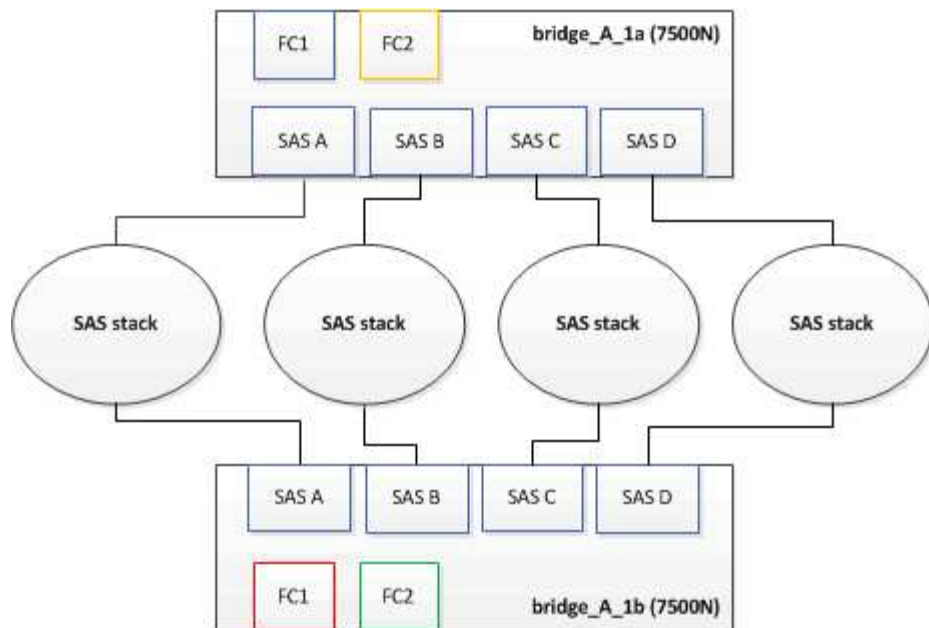 FC1 FC2 bridge_A_1a (7500N)
SAS A SAS B SAS C SAS D
SAS stack SAS stack SAS stack SAS stack
SAS A SAS B SAS C SAS D
FC1 FC2 bridge_A_1b (7500N)